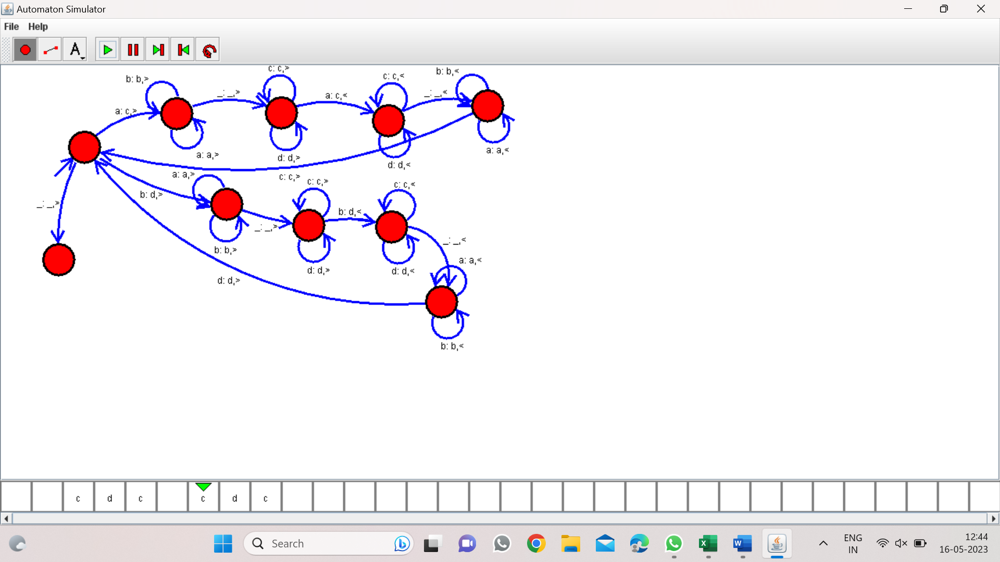 Automaton Simulator
File Help
A
c: c,>
b: b,<
b: b,>
c: c,<
_: _,>
a: c,<
_: _,<
a: c,>
a: a,>
d: d,>
a: a,<
d: d,<
a: a,>
c: c,>
c: c,>
c: c,<
b: d,>
_: _,>
b: d,<
_: _,>
b: b,>
_: _,<
a: a,<
d: d,>
d: d,<
d: d,>
b: b,<
c d c c d c
Search
X
W
ENG
IN
12:44
16-05-2023